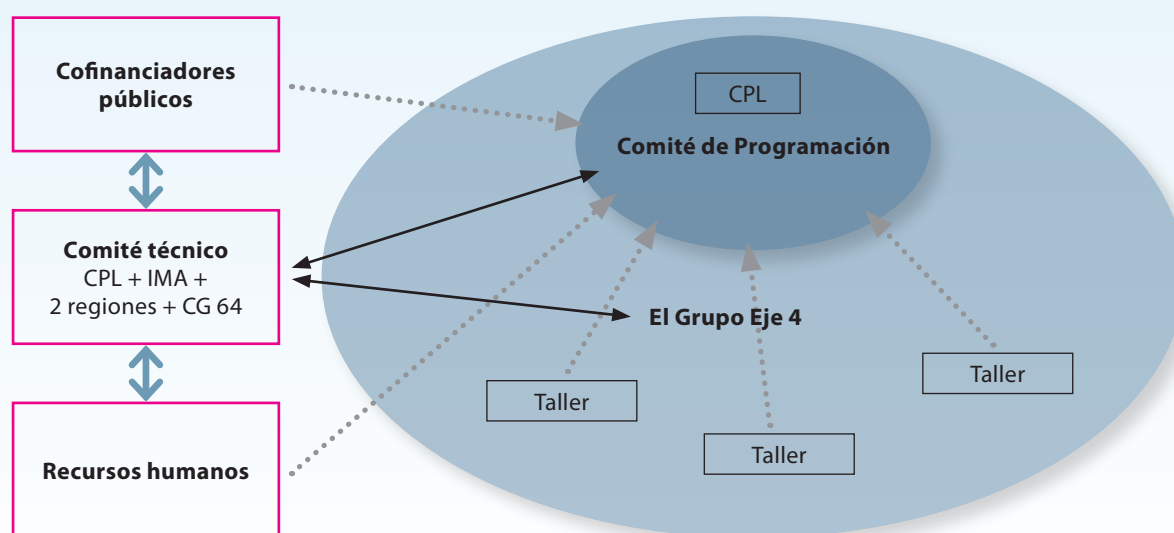 Cofinanciadores
públicos
Comité técnico
CPL + IMA +
2 regiones + CG 64
Recursos humanos
CPL
Comité de Programación
El Grupo Eje 4
Taller
Taller
Taller